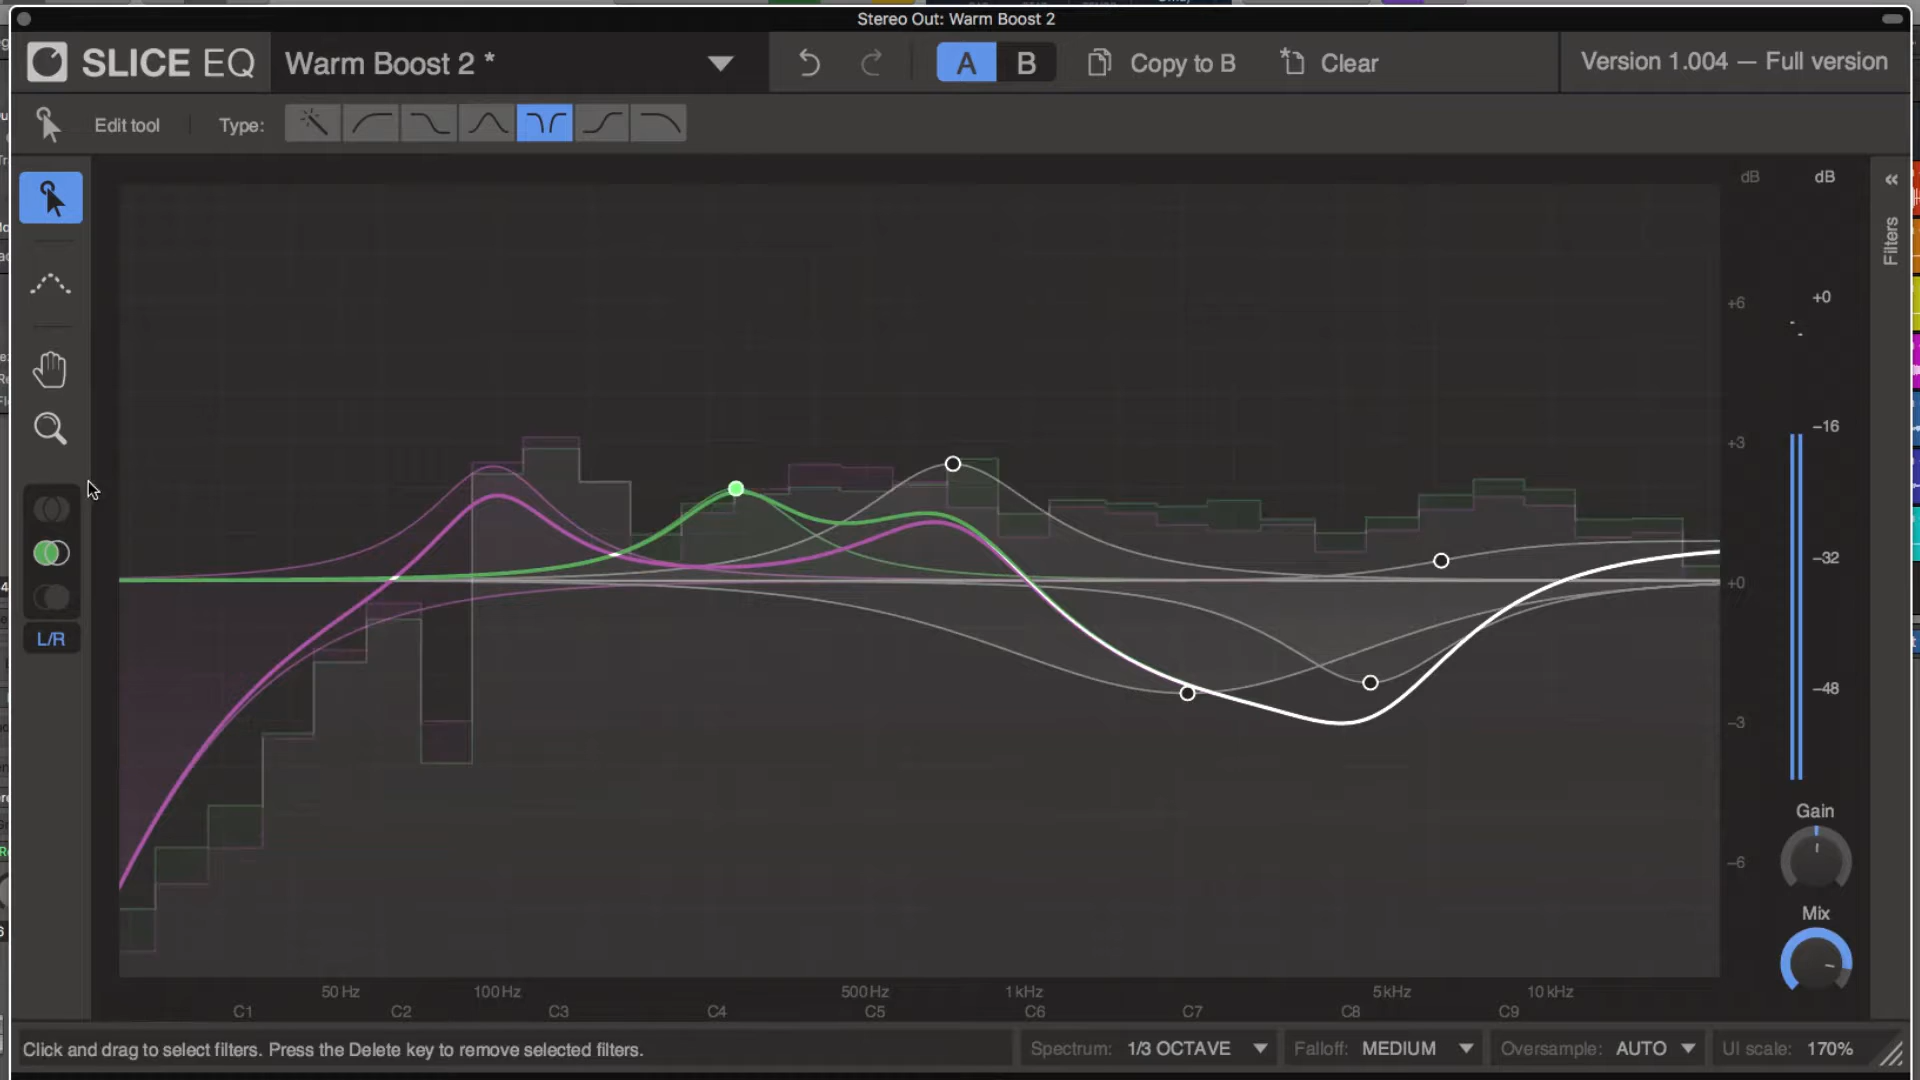 Stereo Out: Warm Boost 2
SLICE EQ
Warm Boost 2 *
A B
Copy to B
Clear
Version 1.004 — Full version
Edit tool
Type:
dB dB
Filters
+6
+0
+3
-16
-32
+0
-48
-3
-6
L/R
Gain
Mix
50 Hz 100 Hz 500 Hz 1 kHz 5 kHz 10 kHz
C1 C2 C3 C4 C5 C6 C7 C8 C9
Click and drag to select filters. Press the Delete key to remove selected filters.
Spectrum: 1/3 OCTAVE
Falloff: MEDIUM
Oversample: AUTO
UI scale: 170%